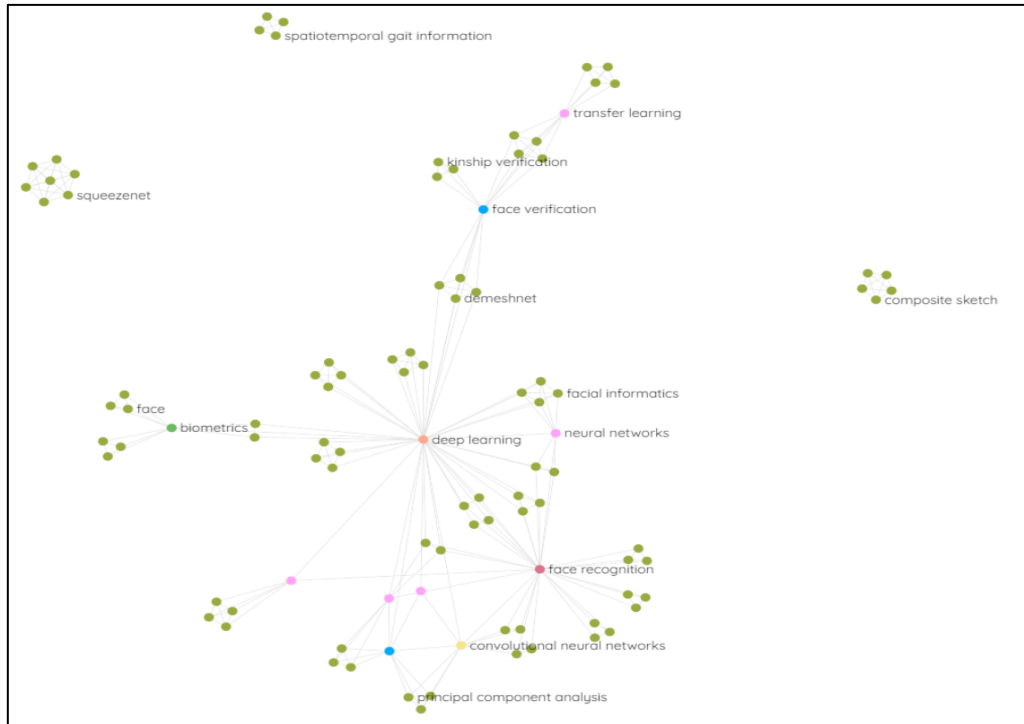 spatiotemporal gait information
transfer learning
kinship verification
squeezenet
face verification
demeshnet
composite sketch
facial informatics
face
biometrics
neural networks
deep learning
face recognition
convolutional neural networks
principal component analysis